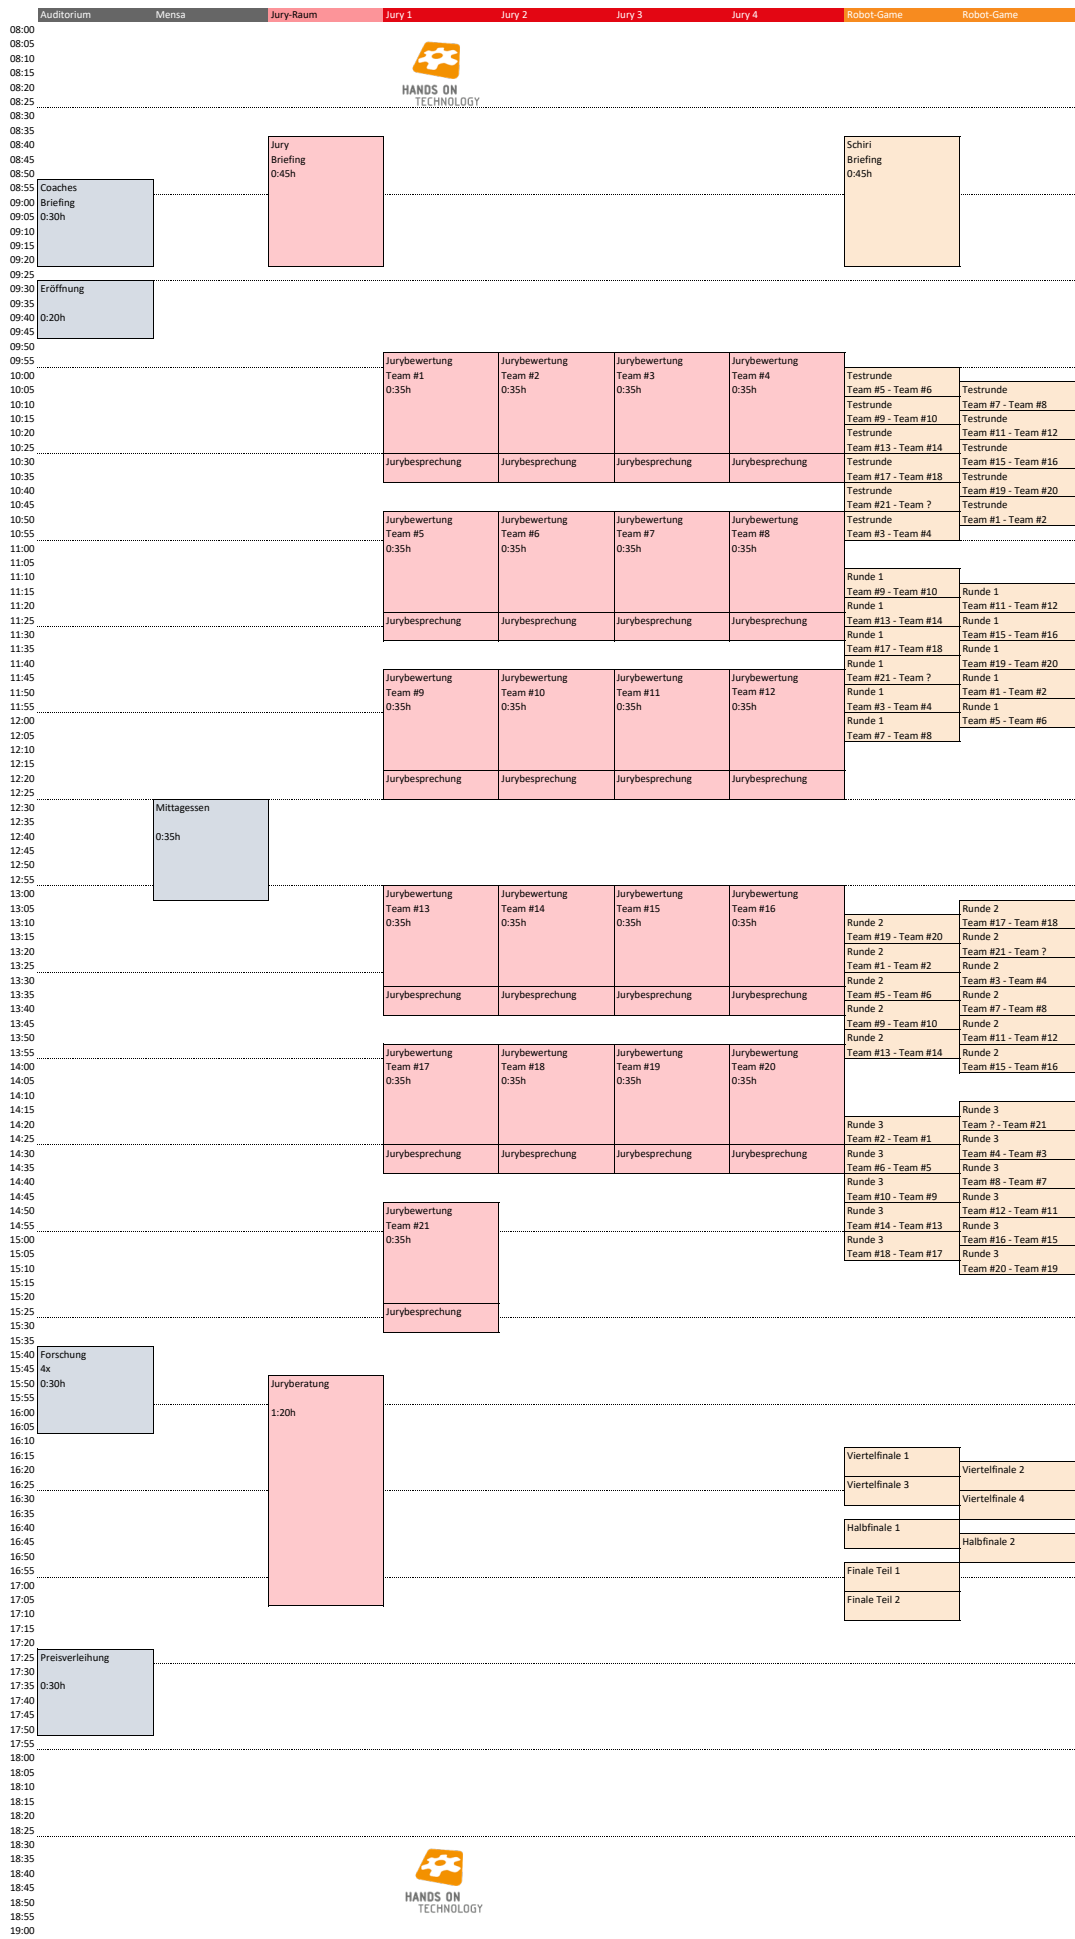 Auditorium Mensa Jury-Raum Jury 1 Jury 2 Jury 3 Jury 4 Robot-Game Robot-Game
08:00
08:05
08:10
08:15
08:20
HANDS ON
TECHNOLOGY
08:25
08:30
08:35
08:40 Jury Schiri
08:45 Briefing Briefing
08:50 0:45h 0:45h
08:55 Coaches
09:00 Briefing
09:05 0:30h
09:10
09:15
09:20
09:25
09:30 Eröffnung
09:35
09:40 0:20h
09:45
09:50
09:55 Jurybewertung Jurybewertung Jurybewertung Jurybewertung
10:00 Team #1 Team #2 Team #3 Team #4 Testrunde
10:05 0:35h 0:35h 0:35h 0:35h Team #5 - Team #6 Testrunde
10:10 Testrunde Team #7 - Team #8
10:15 Team #9 - Team #10 Testrunde
10:20 Testrunde Team #11 - Team #12
10:25 Team #13 - Team #14 Testrunde
10:30 Jurybesprechung Jurybesprechung Jurybesprechung Jurybesprechung Testrunde Team #15 - Team #16
10:35 Team #17 - Team #18 Testrunde
10:40 Testrunde Team #19 - Team #20
10:45 Team #21 - Team ? Testrunde
10:50 Jurybewertung Jurybewertung Jurybewertung Jurybewertung Testrunde Team #1 - Team #2
10:55 Team #5 Team #6 Team #7 Team #8 Team #3 - Team #4
11:00 0:35h 0:35h 0:35h 0:35h
11:05
11:10 Runde 1
11:15 Team #9 - Team #10 Runde 1
11:20 Runde 1 Team #11 - Team #12
11:25 Jurybesprechung Jurybesprechung Jurybesprechung Jurybesprechung Team #13 - Team #14 Runde 1
11:30 Runde 1 Team #15 - Team #16
11:35 Team #17 - Team #18 Runde 1
11:40 Runde 1 Team #19 - Team #20
11:45 Jurybewertung Jurybewertung Jurybewertung Jurybewertung Team #21 - Team ? Runde 1
11:50 Team #9 Team #10 Team #11 Team #12 Runde 1 Team #1 - Team #2
11:55 0:35h 0:35h 0:35h 0:35h Team #3 - Team #4 Runde 1
12:00 Runde 1 Team #5 - Team #6
12:05 Team #7 - Team #8
12:10
12:15
12:20 Jurybesprechung Jurybesprechung Jurybesprechung Jurybesprechung
12:25
12:30 Mittagessen
12:35
12:40 0:35h
12:45
12:50
12:55
13:00 Jurybewertung Jurybewertung Jurybewertung Jurybewertung
13:05 Team #13 Team #14 Team #15 Team #16 Runde 2
13:10 0:35h 0:35h 0:35h 0:35h Runde 2 Team #17 - Team #18
13:15 Team #19 - Team #20 Runde 2
13:20 Runde 2 Team #21 - Team ?
13:25 Team #1 - Team #2 Runde 2
13:30 Runde 2 Team #3 - Team #4
13:35 Jurybesprechung Jurybesprechung Jurybesprechung Jurybesprechung Team #5 - Team #6 Runde 2
13:40 Runde 2 Team #7 - Team #8
13:45 Team #9 - Team #10 Runde 2
13:50 Runde 2 Team #11 - Team #12
13:55 Jurybewertung Jurybewertung Jurybewertung Jurybewertung Team #13 - Team #14 Runde 2
14:00 Team #17 Team #18 Team #19 Team #20 Team #15 - Team #16
14:05 0:35h 0:35h 0:35h 0:35h
14:10
14:15 Runde 3
14:20 Runde 3 Team ? - Team #21
14:25 Team #2 - Team #1 Runde 3
14:30 Jurybesprechung Jurybesprechung Jurybesprechung Jurybesprechung Runde 3 Team #4 - Team #3
14:35 Team #6 - Team #5 Runde 3
14:40 Runde 3 Team #8 - Team #7
14:45 Team #10 - Team #9 Runde 3
14:50 Jurybewertung Runde 3 Team #12 - Team #11
14:55 Team #21 Team #14 - Team #13 Runde 3
15:00 0:35h Runde 3 Team #16 - Team #15
15:05 Team #18 - Team #17 Runde 3
15:10 Team #20 - Team #19
15:15
15:20
15:25 Jurybesprechung
15:30
15:35
15:40 Forschung
15:45 4x
15:50 0:30h Juryberatung
15:55
16:00 1:20h
16:05
16:10
16:15 Viertelfinale 1
16:20 Viertelfinale 2
16:25 Viertelfinale 3
16:30 Viertelfinale 4
16:35
16:40 Halbfinale 1
16:45 Halbfinale 2
16:50
16:55 Finale Teil 1
17:00
17:05 Finale Teil 2
17:10
17:15
17:20
17:25 Preisverleihung
17:30
17:35 0:30h
17:40
17:45
17:50
17:55
18:00
18:05
18:10
18:15
18:20
18:25
18:30
18:35
18:40
18:45
18:50
HANDS ON
TECHNOLOGY
18:55
19:00